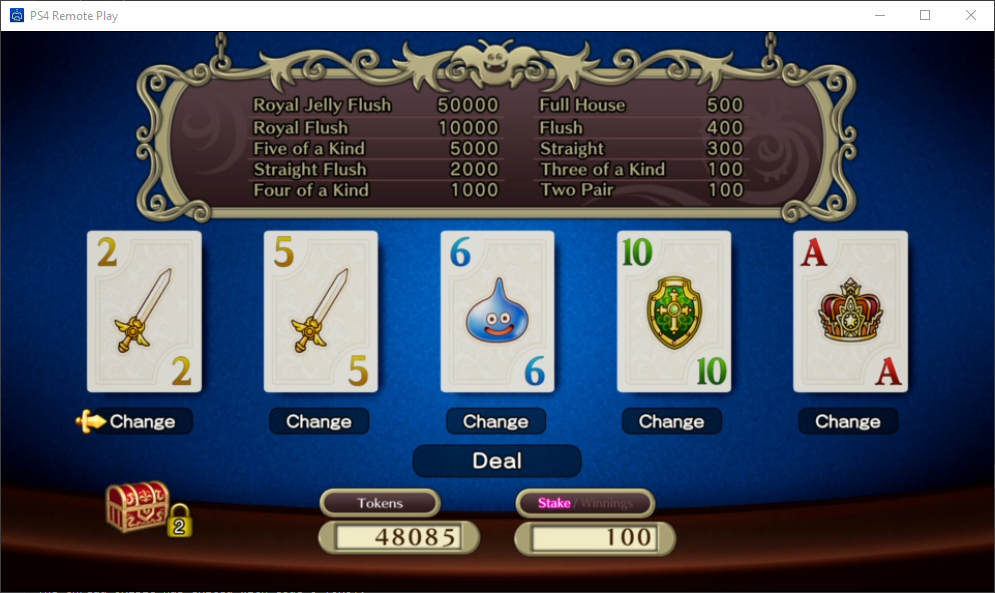 PS4 Remote Play
Royal Jelly Flush 50000 Full House 500
Royal Flush 10000 Flush 400
Five of a Kind 5000 Straight 300
Straight Flush 2000 Three of a Kind 100
Four of a Kind 1000 Two Pair 100
2 5 6 10 A
2 5 6 10 A
Change Change Change Change Change
Deal
Tokens Stake / Winnings
2
48085 100